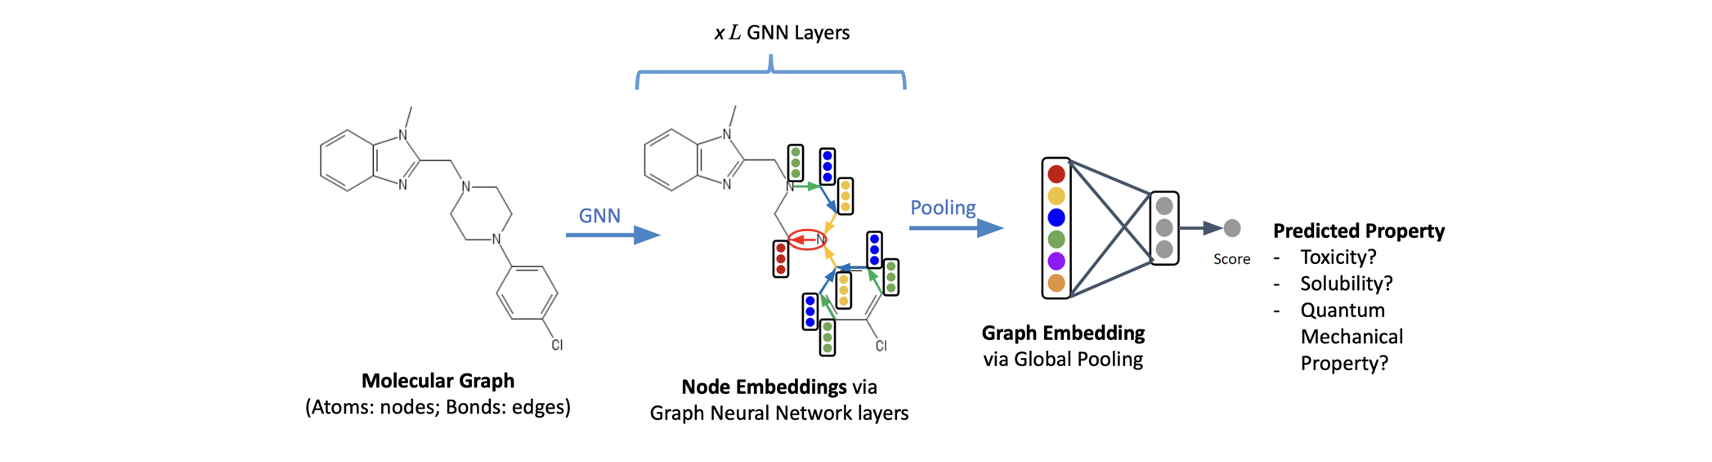 x L GNN Layers
N
N
N
N
Cl
Molecular Graph
(Atoms: nodes; Bonds: edges)
GNN
N
N
N
N
Cl
Node Embeddings via
Graph Neural Network layers
Pooling
Graph Embedding
via Global Pooling
Score
Predicted Property
- Toxicity?
- Solubility?
- Quantum
Mechanical
Property?